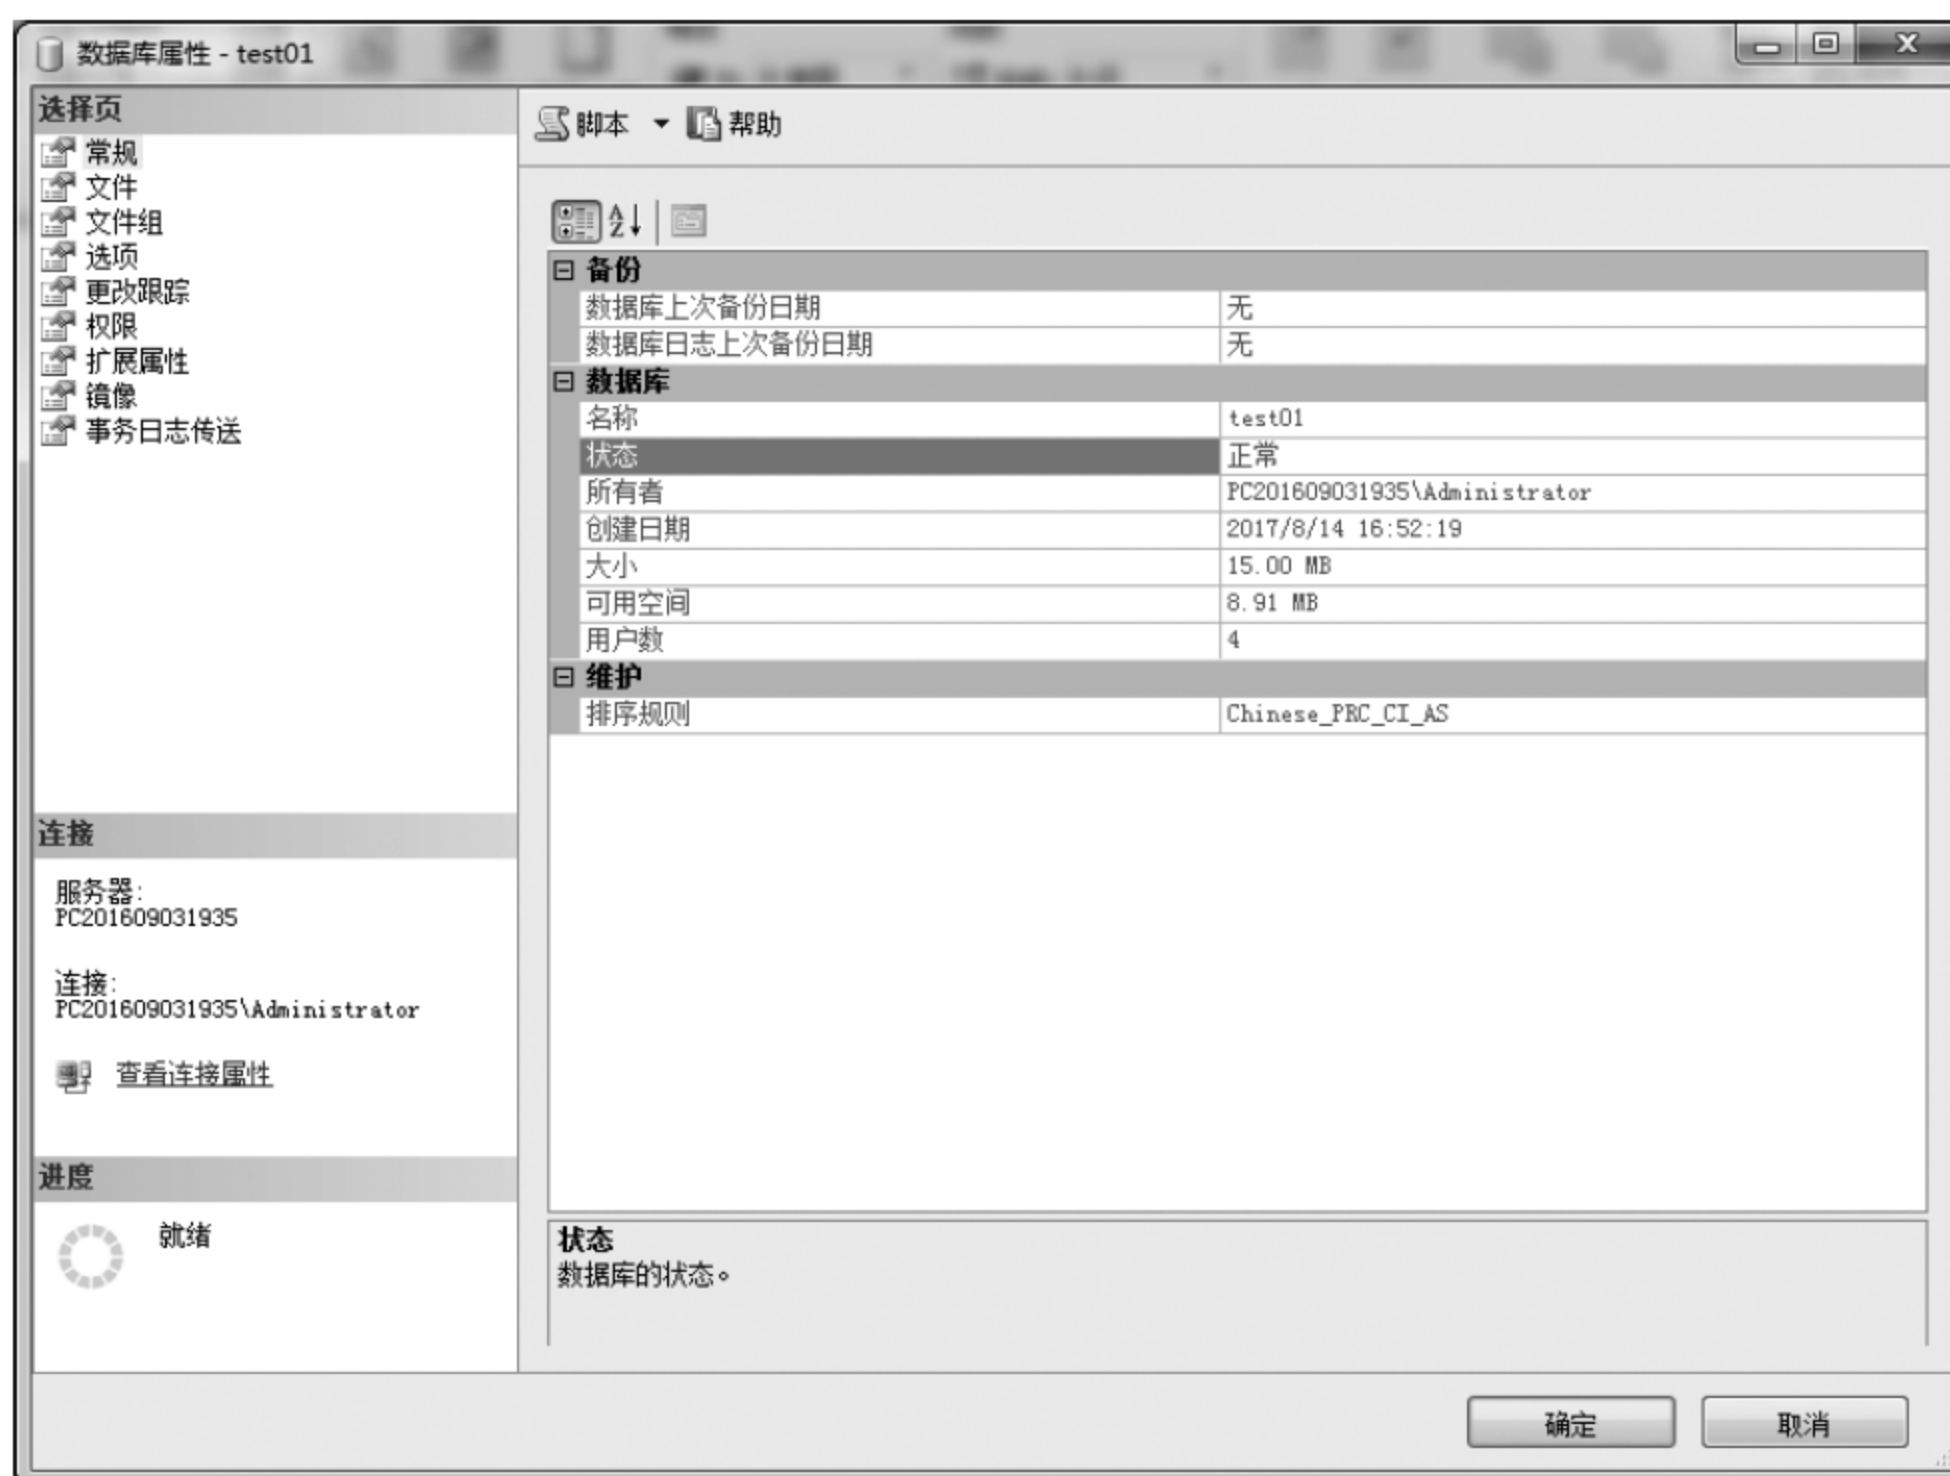 数据库属性 - test01
选择页
常规
文件
文件组
选项
更改跟踪
权限
扩展属性
镜像
事务日志传送
连接
服务器:
PC201609031935
连接:
PC201609031935\Administrator
查看连接属性
进度
就绪
脚本 帮助
备份
数据库上次备份日期 无
数据库日志上次备份日期 无
数据库
名称 test01
状态 正常
所有者 PC201609031935\Administrator
创建日期 2017/8/14 16:52:19
大小 15.00 MB
可用空间 8.91 MB
用户数 4
维护
排序规则 Chinese_PRC_CI_AS
状态
数据库的状态。
确定 取消